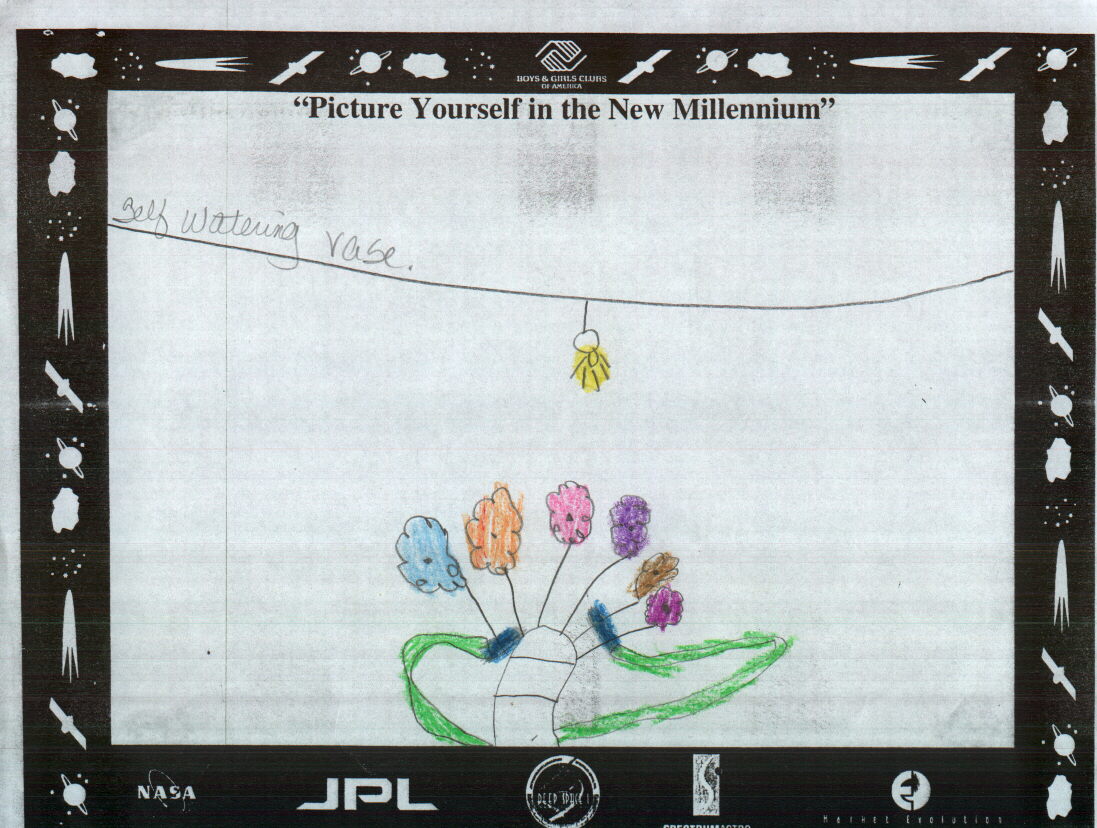 BOYS & GIRLS CLUBS
OF AMERICA
“Picture Yourself in the New Millennium”
Self Watering vase.
NASA
JPL
DEEP SPACE 1
SPECTRUMASTRO
Market Evolution